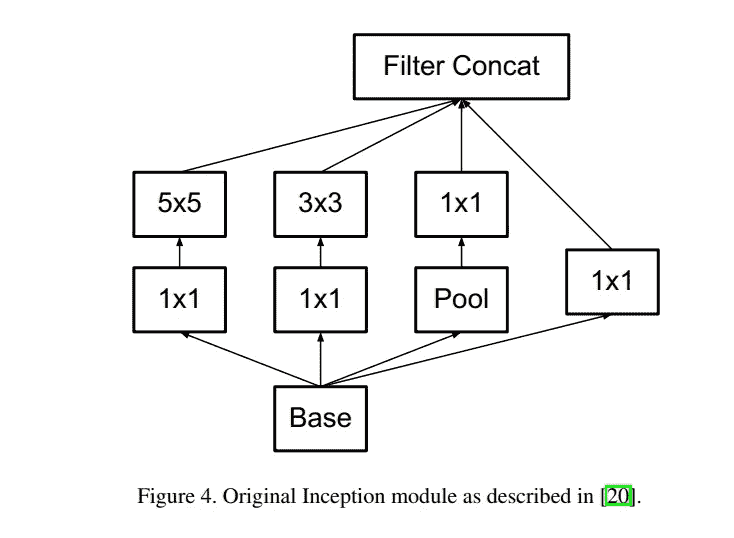 Filter Concat
5x5
3x3
1x1
1x1
1x1
1x1
Pool
Base
Figure 4. Original Inception module as described in [20].